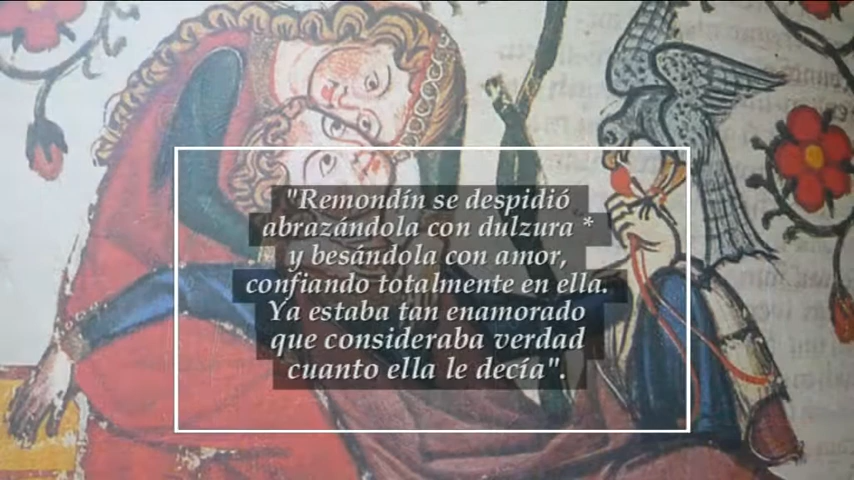 "Remondín se despidió
abrazándola con dulzura *
y besándola con amor,
confiando totalmente en ella.
Ya estaba tan enamorado
que consideraba verdad
cuanto ella le decía".